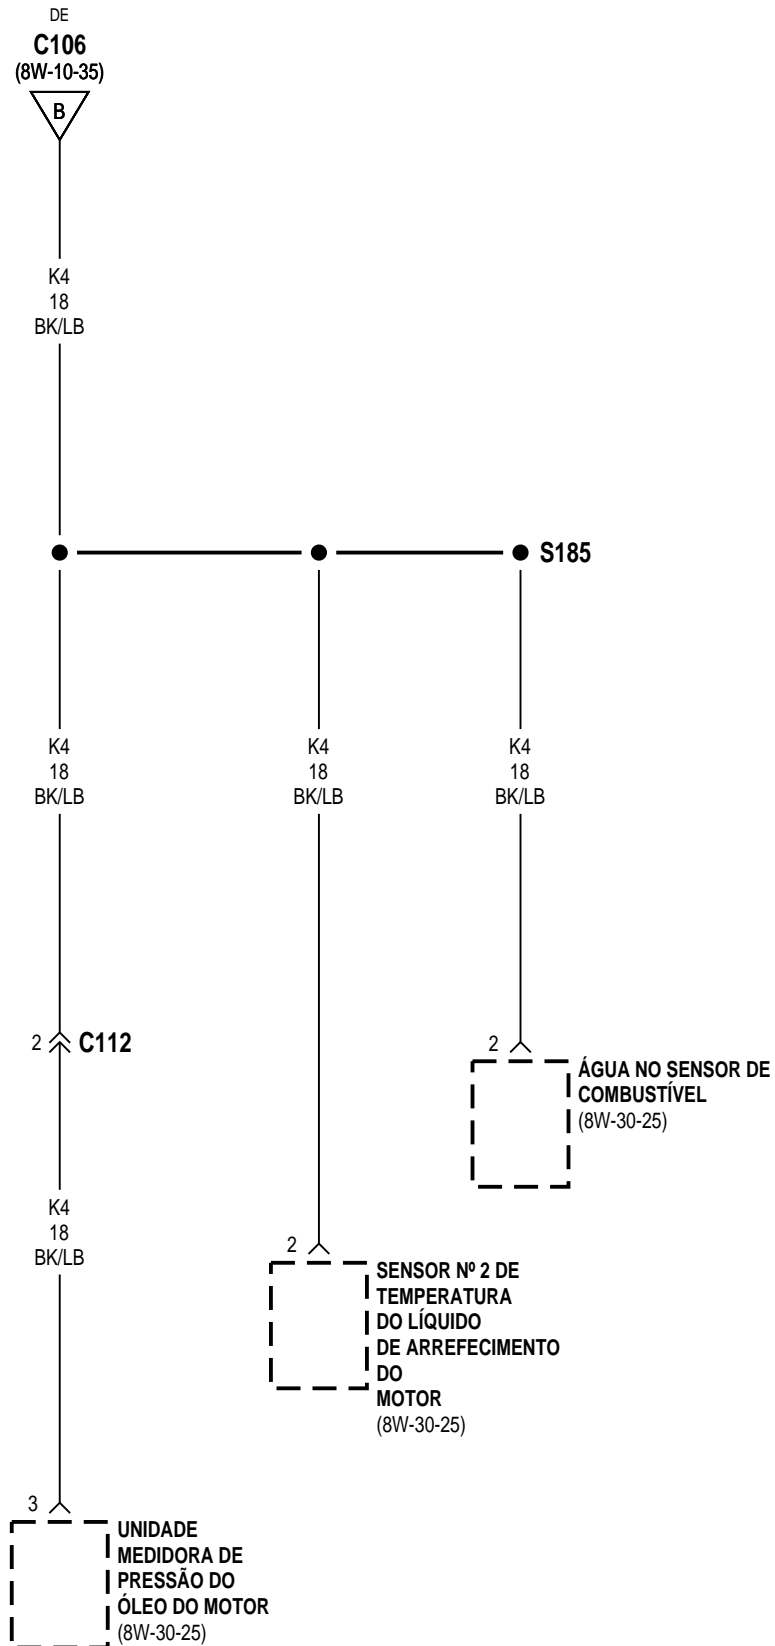 DE
C106
(8W-10-35)
B
K4
18
BK/LB
S185
K4
18
BK/LB
K4
18
BK/LB
K4
18
BK/LB
2
C112
2
ÁGUA NO SENSOR DE
COMBUSTÍVEL
(8W-30-25)
K4
18
BK/LB
2
SENSOR Nº 2 DE
TEMPERATURA
DO LÍQUIDO
DE ARREFECIMENTO
DO
MOTOR
(8W-30-25)
3
UNIDADE
MEDIDORA DE
PRESSÃO DO
ÓLEO DO MOTOR
(8W-30-25)